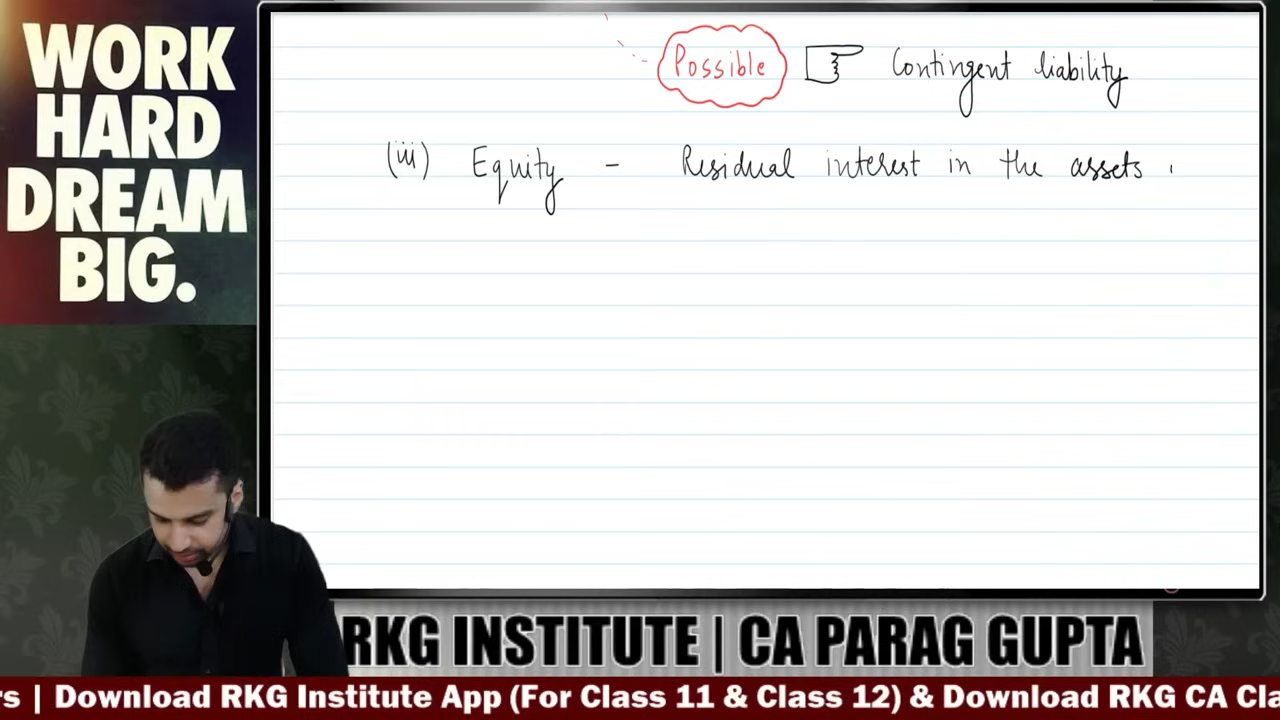 WORK
HARD
DREAM
BIG.
Possible Contingent liability
(iii) Equity - Residual interest in the assets
RKG INSTITUTE | CA PARAG GUPTA
rs | Download RKG Institute App (For Class 11 & Class 12) & Download RKG CA Cla